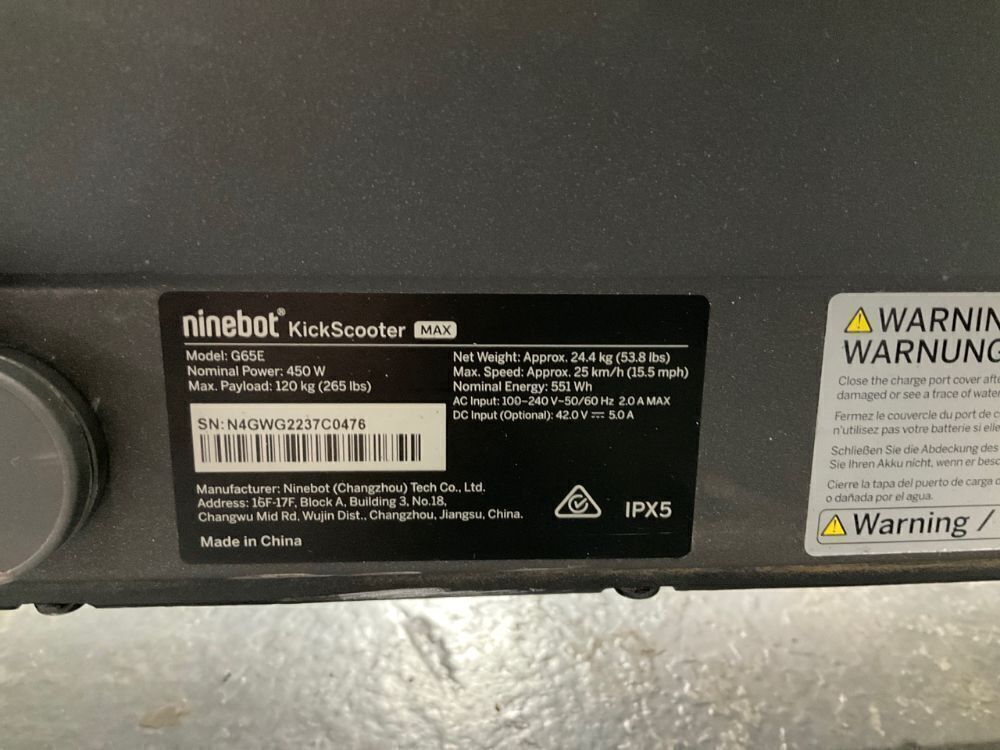 ninebot® KickScooter MAX
Model: G65E
Nominal Power: 450 W
Max. Payload: 120 kg (265 lbs)
SN: N4GWG2237C0476
Net Weight: Approx. 24.4 kg (53.8 lbs)
Max. Speed: Approx. 25 km/h (15.5 mph)
Nominal Energy: 551 Wh
AC Input: 100–240 V~50/60 Hz 2.0 A MAX
DC Input (Optional): 42.0 V ⎓ 5.0 A
Manufacturer: Ninebot (Changzhou) Tech Co., Ltd.
Address: 16F-17F, Block A, Building 3, No.18,
Changwu Mid Rd, Wujin Dist., Changzhou, Jiangsu, China.
Made in China
IPX5
WARNIN
WARNUNG
Close the charge port cover afte
damaged or see a trace of water
Fermez le couvercle du port de c
n'utilisez pas votre batterie si elle
Schließen Sie die Abdeckung des
Sie Ihren Akku nicht, wenn er besc
Cierre la tapa del puerto de carga d
o dañada por el agua.
Warning /